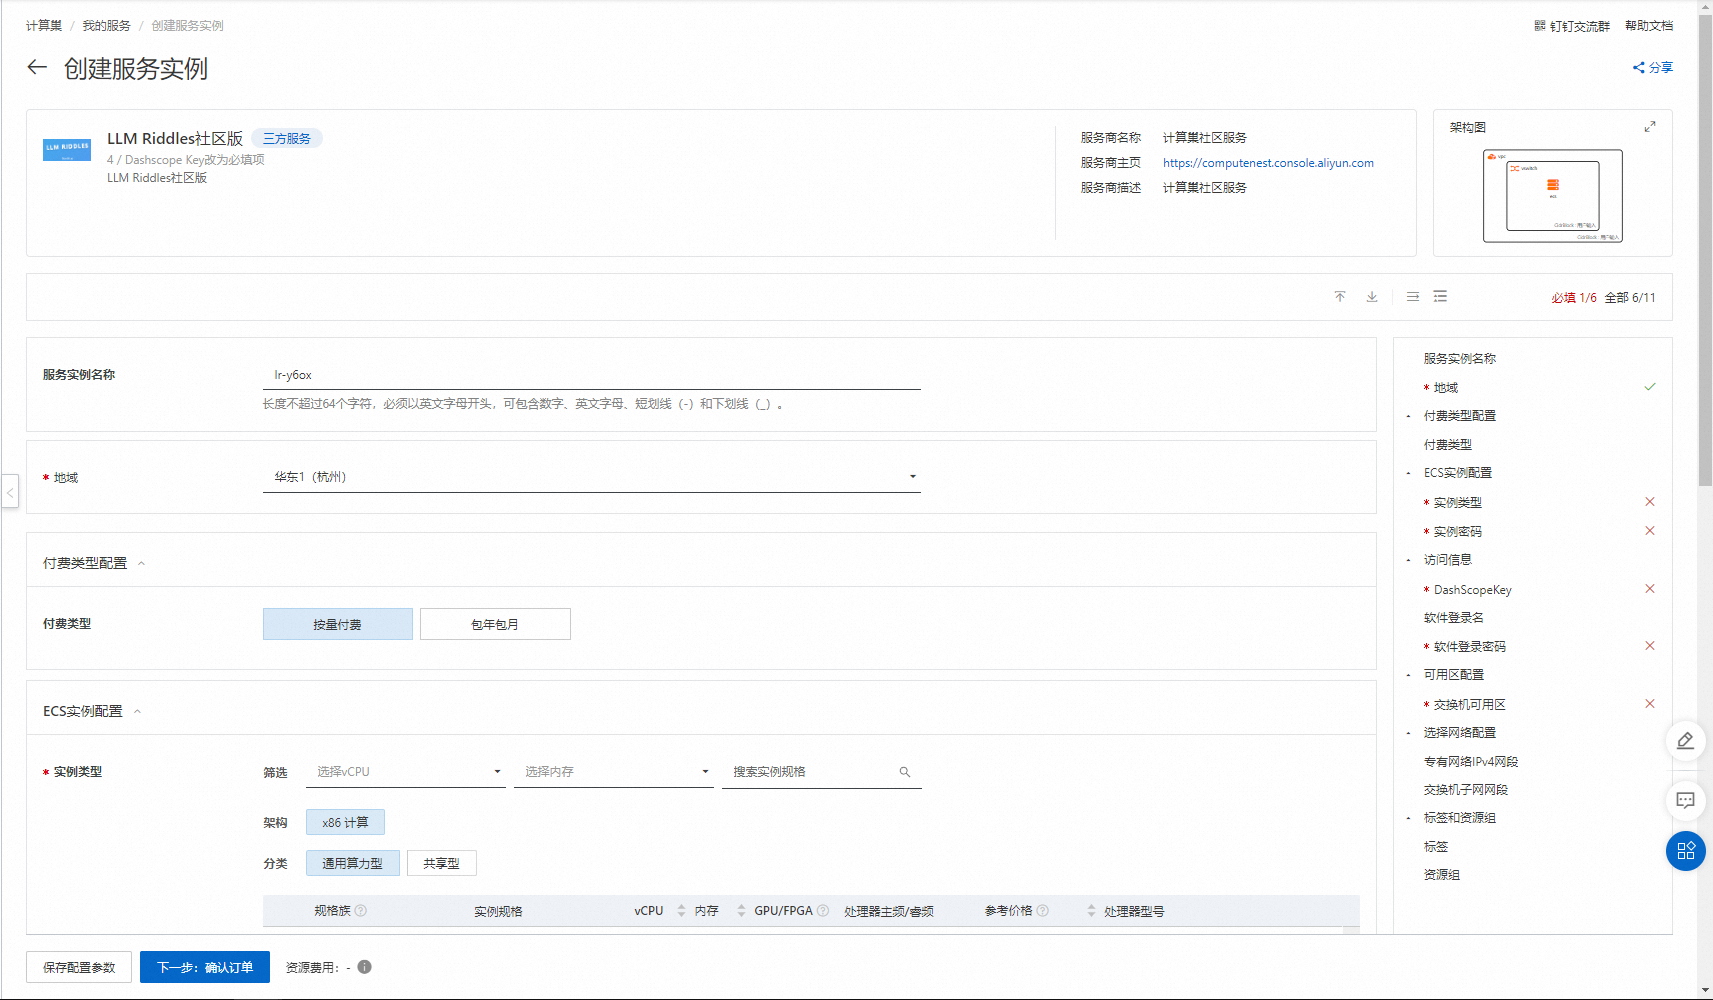 计算巢 / 我的服务 / 创建服务实例
钉钉交流群 帮助文档
创建服务实例
分享
LLM RIDDLES
LLM Riddles社区版 三方服务
4 / Dashscope Key改为必填项
LLM Riddles社区版
服务商名称 计算巢社区服务
服务商主页 https://computenest.console.aliyun.com
服务商描述 计算巢社区服务
架构图
vpc
vswitch
ecs
CidrBlock : 用户输入
CidrBlock : 用户输入
必填 1/6 全部 6/11
服务实例名称
lr-y6ox
长度不超过64个字符，必须以英文字母开头，可包含数字、英文字母、短划线（-）和下划线（_）。
* 地域
华东1（杭州）
付费类型配置
付费类型
按量付费 包年包月
ECS实例配置
* 实例类型
筛选 选择vCPU 选择内存 搜索实例规格
架构 x86 计算
分类 通用算力型 共享型
规格族 实例规格 vCPU 内存 GPU/FPGA 处理器主频/睿频 参考价格 处理器型号
服务实例名称
* 地域
付费类型配置
付费类型
ECS实例配置
* 实例类型
* 实例密码
访问信息
* DashScopeKey
软件登录名
* 软件登录密码
可用区配置
* 交换机可用区
选择网络配置
专有网络IPv4网段
交换机子网网段
标签和资源组
标签
资源组
保存配置参数 下一步：确认订单 资源费用： -